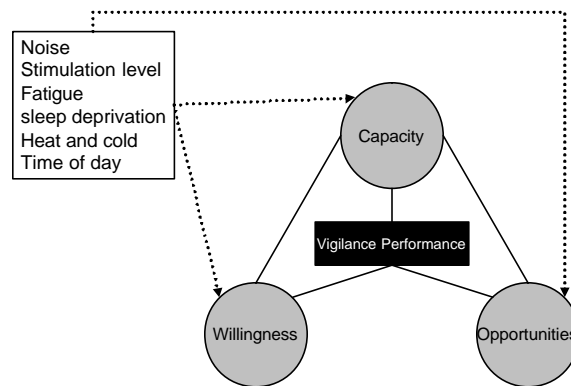 Noise
Stimulation level
Fatigue
sleep deprivation
Heat and cold
Time of day
Capacity
Vigilance Performance
Willingness
Opportunities